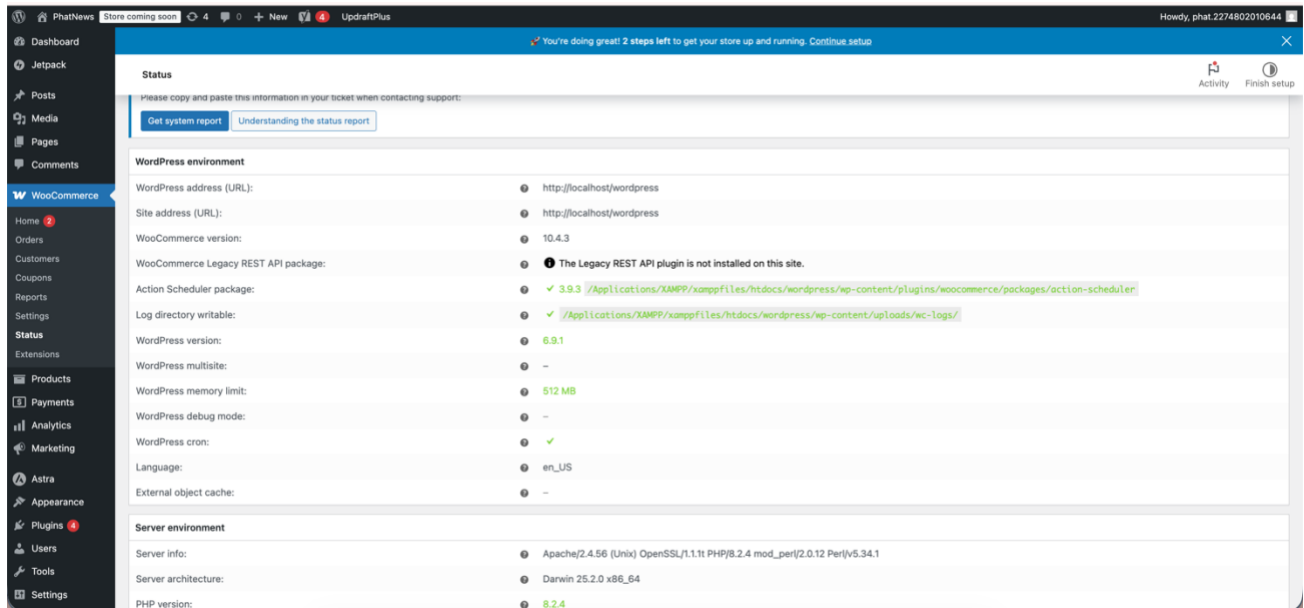 PhatNews Store coming soon 4 0 + New 4 UpdraftPlus Howdy, phat.2274802010644
Dashboard
Jetpack
Posts
Media
Pages
Comments
WooCommerce
Home 2
Orders
Customers
Coupons
Reports
Settings
Status
Extensions
Products
Payments
Analytics
Marketing
Astra
Appearance
Plugins 4
Users
Tools
Settings
🚀 You're doing great! 2 steps left to get your store up and running. Continue setup
Status
Activity Finish setup
Please copy and paste this information in your ticket when contacting support:
Get system report Understanding the status report
WordPress environment
WordPress address (URL): http://localhost/wordpress
Site address (URL): http://localhost/wordpress
WooCommerce version: 10.4.3
WooCommerce Legacy REST API package: The Legacy REST API plugin is not installed on this site.
Action Scheduler package: ✔ 3.9.3 /Applications/XAMPP/xamppfiles/htdocs/wordpress/wp-content/plugins/woocommerce/packages/action-scheduler
Log directory writable: ✔ /Applications/XAMPP/xamppfiles/htdocs/wordpress/wp-content/uploads/wc-logs/
WordPress version: 6.9.1
WordPress multisite: –
WordPress memory limit: 512 MB
WordPress debug mode: –
WordPress cron: ✔
Language: en_US
External object cache: –
Server environment
Server info: Apache/2.4.56 (Unix) OpenSSL/1.1.1t PHP/8.2.4 mod_perl/2.0.12 Perl/v5.34.1
Server architecture: Darwin 25.2.0 x86_64
PHP version: 8.2.4